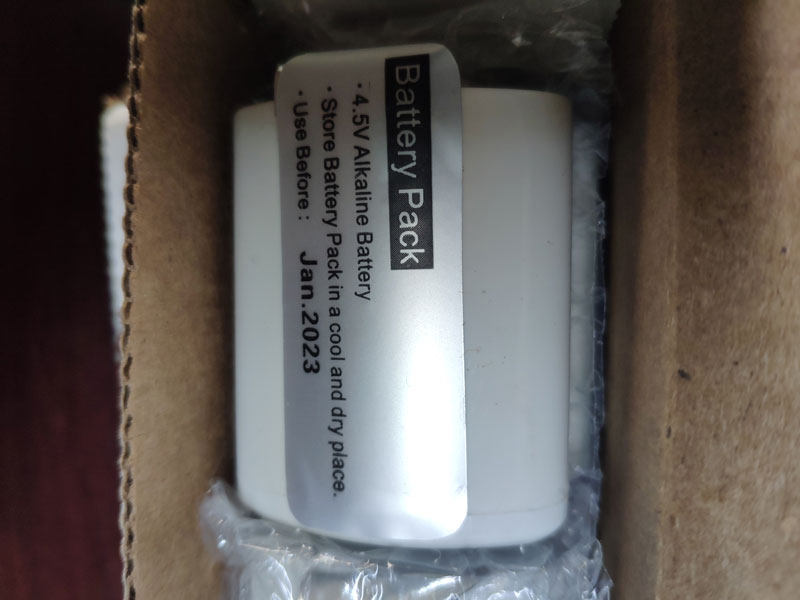 Battery Pack
· 4.5V Alkaline Battery
· Store Battery Pack in a cool and dry place.
· Use Before : Jan.2023